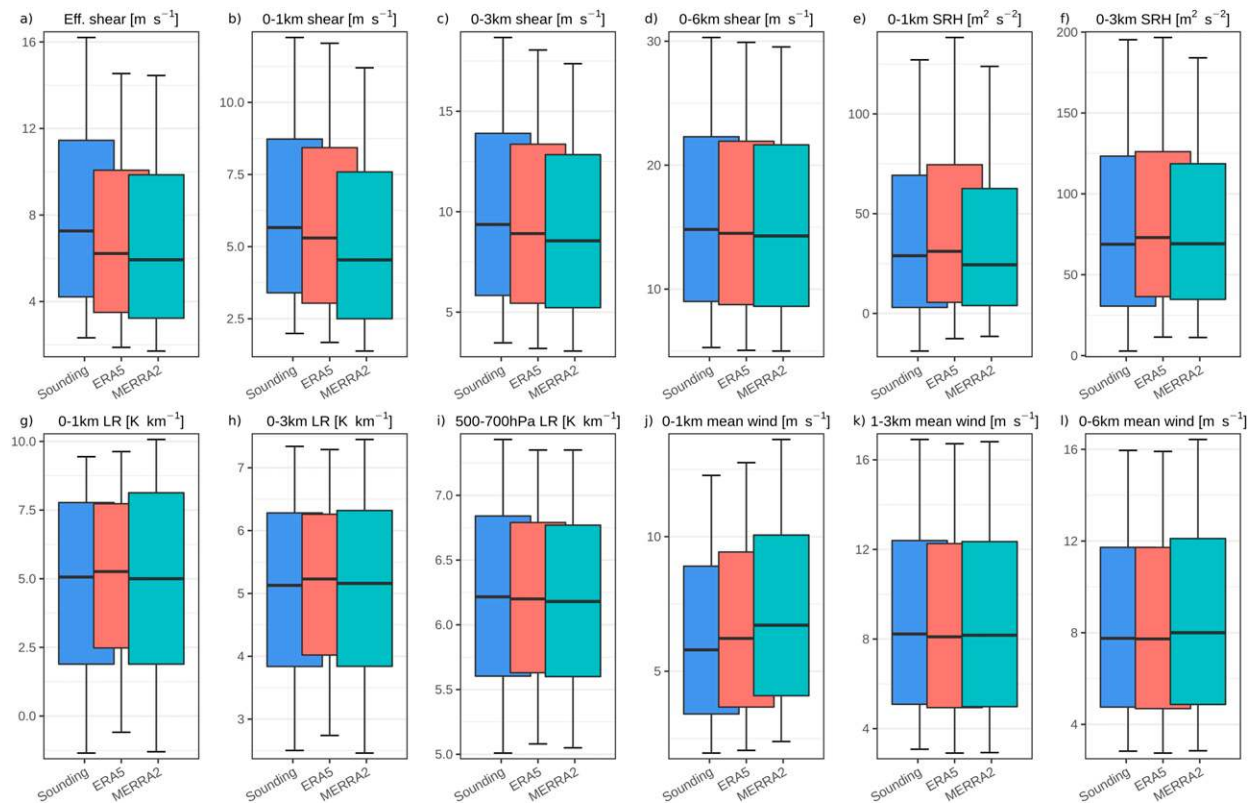 a) Eff. shear [m s⁻¹]
16
12
8
4
Sounding
ERA5
MERRA2
b) 0-1km shear [m s⁻¹]
10.0
7.5
5.0
2.5
Sounding
ERA5
MERRA2
c) 0-3km shear [m s⁻¹]
15
10
5
Sounding
ERA5
MERRA2
d) 0-6km shear [m s⁻¹]
30
20
10
Sounding
ERA5
MERRA2
e) 0-1km SRH [m² s⁻²]
100
50
0
Sounding
ERA5
MERRA2
f) 0-3km SRH [m² s⁻²]
200
150
100
50
0
Sounding
ERA5
MERRA2
g) 0-1km LR [K km⁻¹]
10.0
7.5
5.0
2.5
0.0
Sounding
ERA5
MERRA2
h) 0-3km LR [K km⁻¹]
7
6
5
4
3
Sounding
ERA5
MERRA2
i) 500-700hPa LR [K km⁻¹]
7.0
6.5
6.0
5.5
5.0
Sounding
ERA5
MERRA2
j) 0-1km mean wind [m s⁻¹]
10
5
Sounding
ERA5
MERRA2
k) 1-3km mean wind [m s⁻¹]
16
12
8
4
Sounding
ERA5
MERRA2
l) 0-6km mean wind [m s⁻¹]
16
12
8
4
Sounding
ERA5
MERRA2